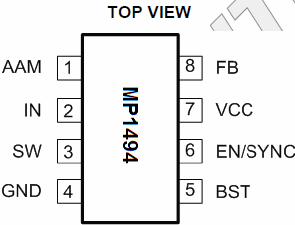 TOP VIEW
AAM 1 8 FB
IN 2 7 VCC
SW 3 6 EN/SYNC
GND 4 5 BST
MP1494